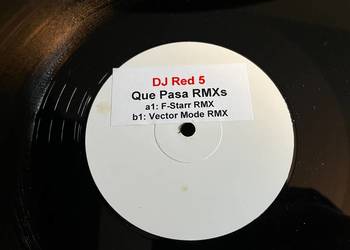 DJ Red 5
Que Pasa RMXs
a1: F-Starr RMX
b1: Vector Mode RMX